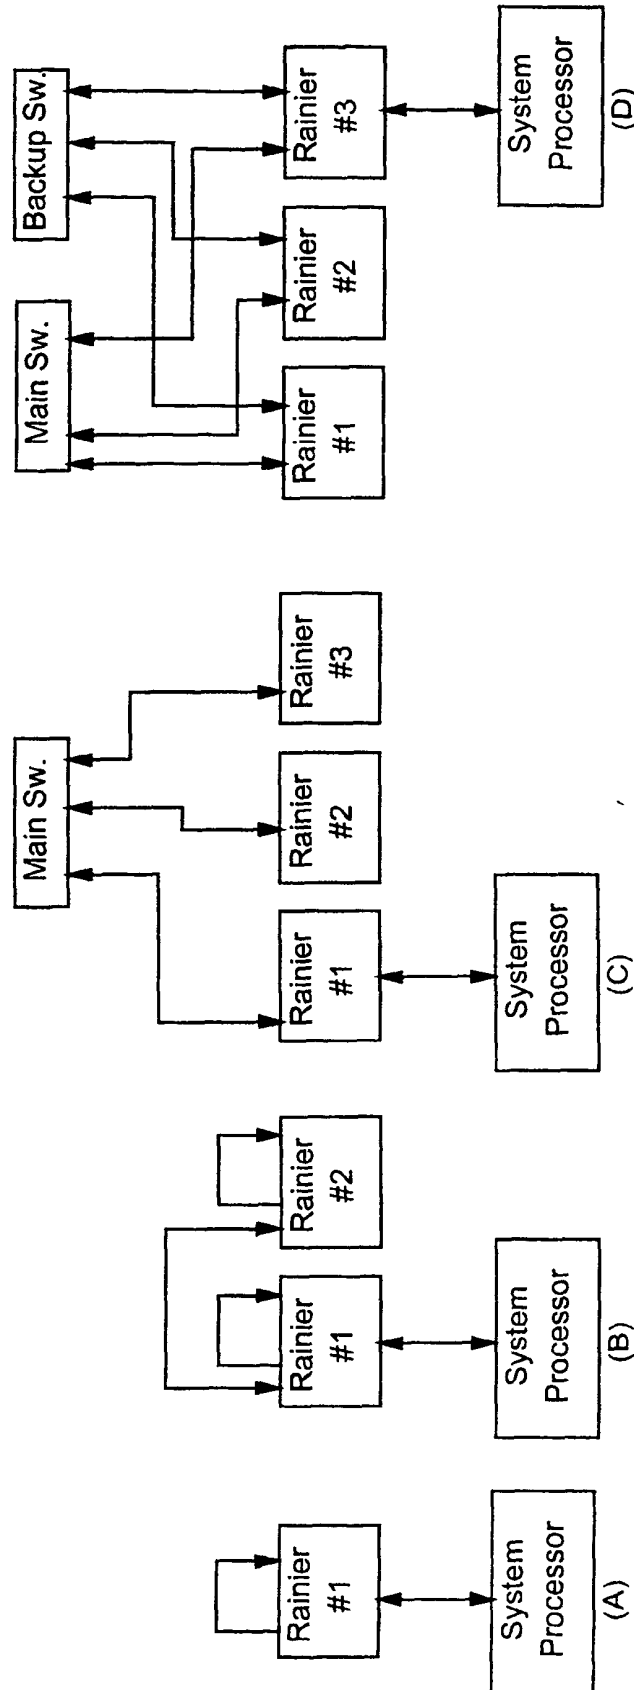 Rainier
#1
System
Processor
(A)
Rainier
#1
Rainier
#2
System
Processor
(B)
Main Sw.
Rainier
#1
Rainier
#2
Rainier
#3
System
Processor
(C)
Main Sw.
Backup Sw.
Rainier
#1
Rainier
#2
Rainier
#3
System
Processor
(D)